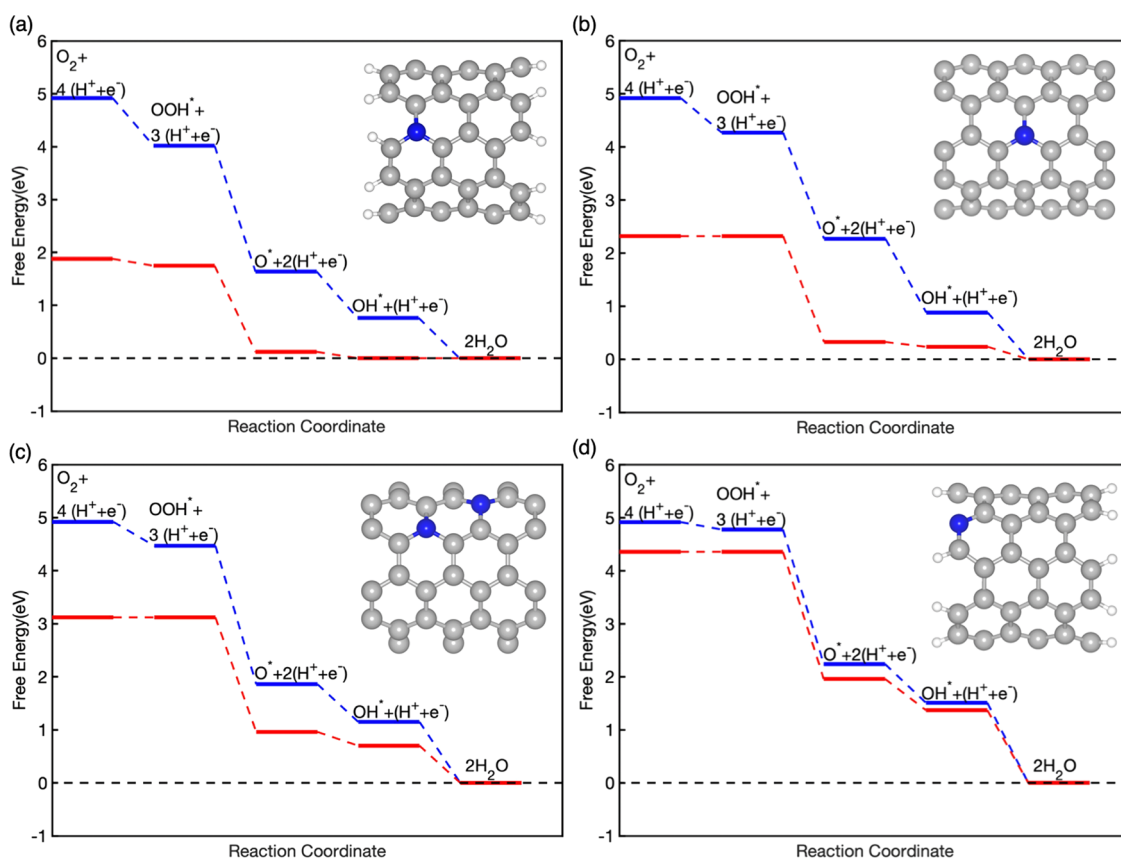 (a)
6
5
4
3
2
1
0
-1
Free Energy(eV)
O₂+
4 (H⁺+e⁻)
OOH*+
3 (H⁺+e⁻)
O*+2(H⁺+e⁻)
OH*+(H⁺+e⁻)
2H₂O
Reaction Coordinate
(b)
6
5
4
3
2
1
0
-1
Free Energy(eV)
O₂+
4 (H⁺+e⁻)
OOH*+
3 (H⁺+e⁻)
O*+2(H⁺+e⁻)
OH*+(H⁺+e⁻)
2H₂O
Reaction Coordinate
(c)
6
5
4
3
2
1
0
-1
Free Energy(eV)
O₂+
4 (H⁺+e⁻)
OOH*+
3 (H⁺+e⁻)
O*+2(H⁺+e⁻)
OH*+(H⁺+e⁻)
2H₂O
Reaction Coordinate
(d)
6
5
4
3
2
1
0
-1
Free Energy(eV)
O₂+
4 (H⁺+e⁻)
OOH*+
3 (H⁺+e⁻)
O*+2(H⁺+e⁻)
OH*+(H⁺+e⁻)
2H₂O
Reaction Coordinate